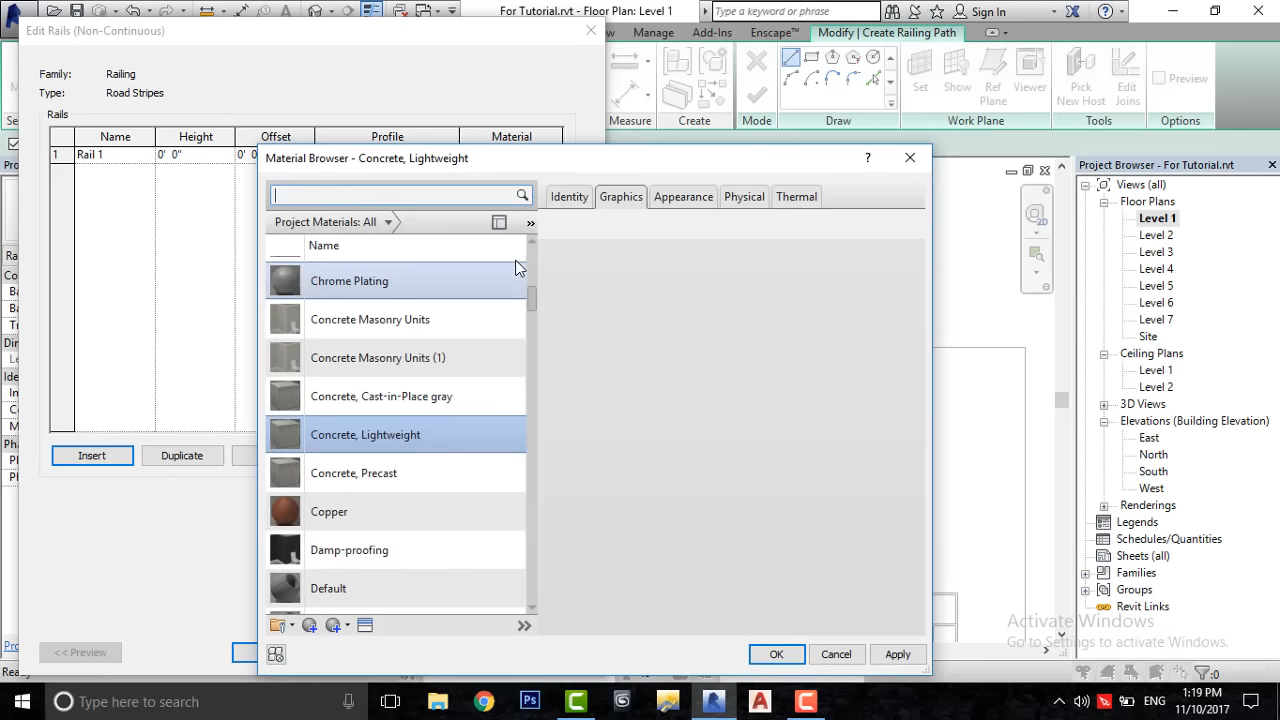 For Tutorial.rvt - Floor Plan: Level 1
Type a keyword or phrase
Sign In
Edit Rails (Non-Continuous)
Manage Add-Ins Enscape™ Modify | Create Railing Path
Family: Railing
Type: Road Stripes
Rails
Name Height Offset Profile Material
1 Rail 1 0' 0" 0' 0
Insert
Duplicate
<< Preview
Measure Create Mode Draw Work Plane Tools Options
Set Show Ref Plane Viewer
Pick New Host
Edit Joins
Preview
Material Browser - Concrete, Lightweight
Project Materials: All
Name
Chrome Plating
Concrete Masonry Units
Concrete Masonry Units (1)
Concrete, Cast-in-Place gray
Concrete, Lightweight
Concrete, Precast
Copper
Damp-proofing
Default
Identity Graphics Appearance Physical Thermal
OK Cancel Apply
Project Browser - For Tutorial.rvt
Views (all)
Floor Plans
Level 1
Level 2
Level 3
Level 4
Level 5
Level 6
Level 7
Site
Ceiling Plans
Level 1
Level 2
3D Views
Elevations (Building Elevation)
East
North
South
West
Renderings
Legends
Schedules/Quantities
Sheets (all)
Families
Groups
Revit Links
Activate Windows
Go to Settings to activate Windows.
Ready
:0
Type here to search
ENG
1:19 PM
11/10/2017